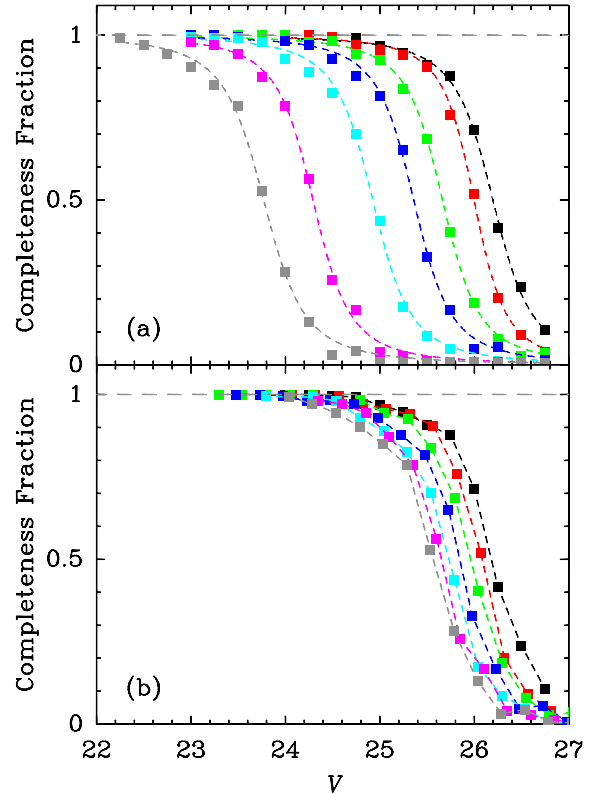 1
Completeness Fraction
0.5
(a)
0
1
Completeness Fraction
0.5
(b)
0
22 23 24 25 26 27
V